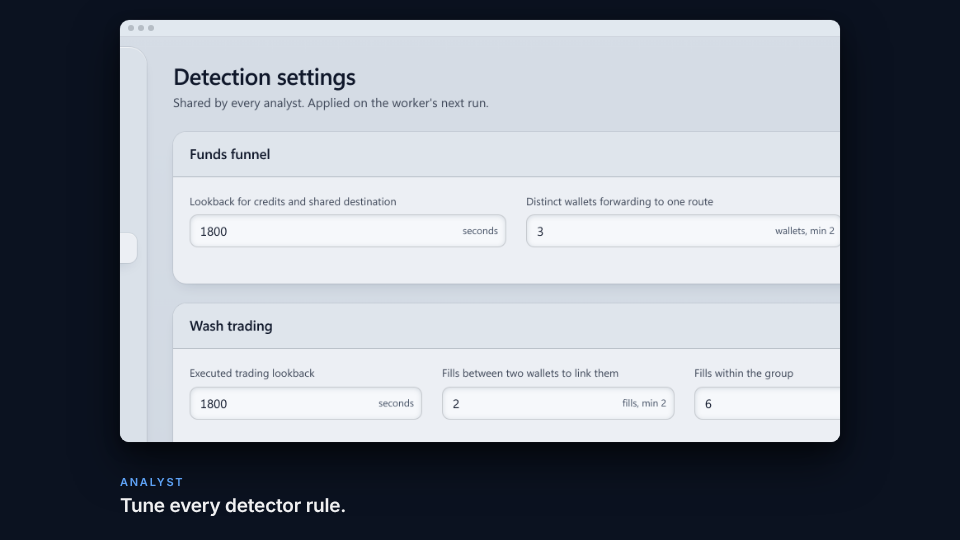 Detection settings
Shared by every analyst. Applied on the worker's next run.
Funds funnel
Lookback for credits and shared destination
Distinct wallets forwarding to one route
1800 seconds
3 wallets, min 2
Wash trading
Executed trading lookback
Fills between two wallets to link them
Fills within the group
1800 seconds
2 fills, min 2
6
ANALYST
Tune every detector rule.